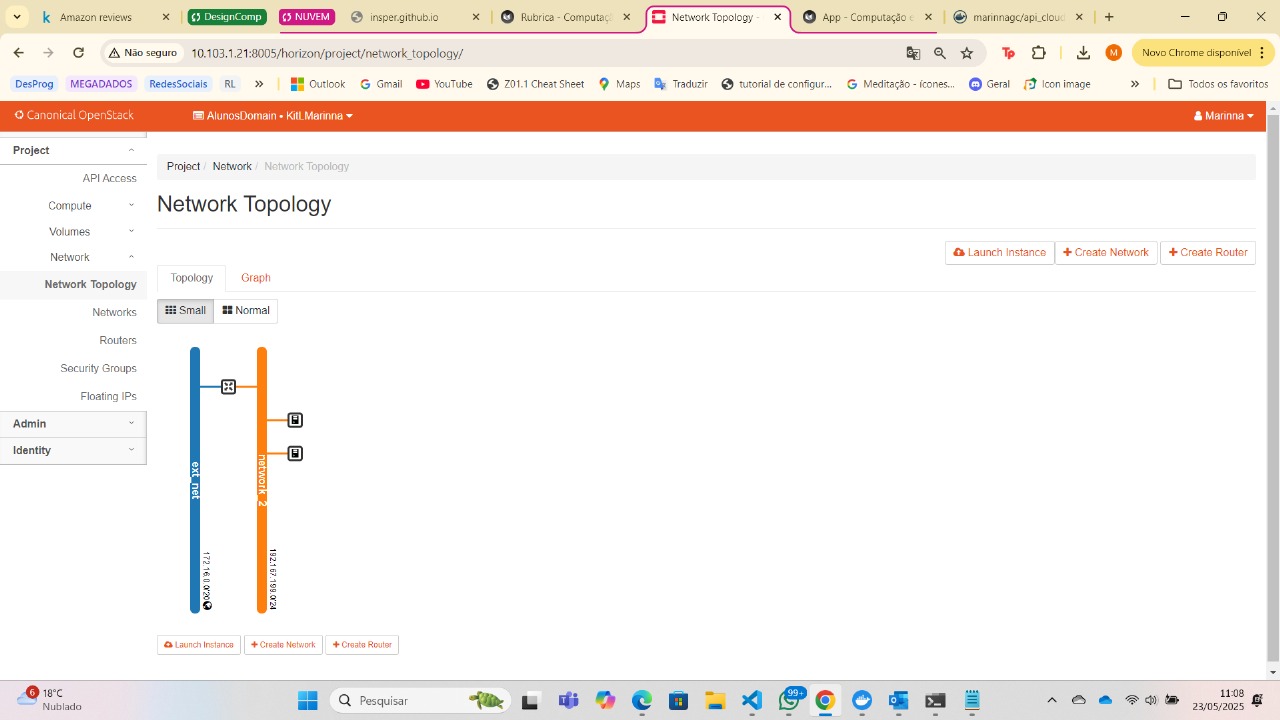 Amazon review
DesignComp
NUVEM
insper.github.io
Rubrica - Computaç
Network Topology -
App - Computação
marinnagc/api_cloud
Não seguro
10.103.1.21:8005/horizon/project/network_topology/
Novo Chrome disponível
DesProg
MEGADADOS
RedesSociais
RL
Outlook
Gmail
YouTube
Z01.1 Cheat Sheet
Maps
Traduzir
tutorial de configur...
Meditação - ícones...
Geral
Icon image
Todos os favoritos
Canonical OpenStack
AlunosDomain • KitLMarinna
Marinna
Project
API Access
Compute
Volumes
Network
Network Topology
Networks
Routers
Security Groups
Floating IPs
Admin
Identity
Project / Network / Network Topology
Network Topology
Launch Instance
Create Network
Create Router
Topology
Graph
Small
Normal
ext_net
172.16.0.0/20
network_2
192.167.199.0/24
Launch Instance
Create Network
Create Router
6
18°C
Nublado
Pesquisar
99+
11:08
23/05/2025